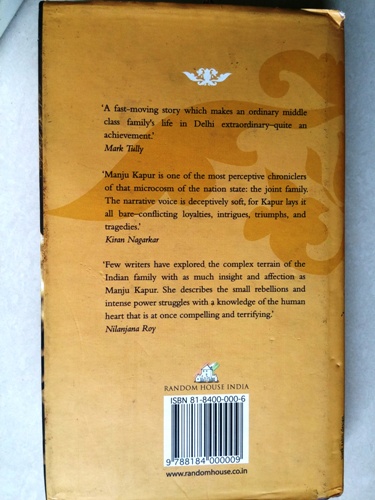 'A fast-moving story which makes an ordinary middle
class family's life in Delhi extraordinary–quite an
achievement.'
Mark Tully
'Manju Kapur is one of the most perceptive chroniclers
of that microcosm of the nation state: the joint family.
The narrative voice is deceptively soft, for Kapur lays it
all bare–conflicting loyalties, intrigues, triumphs, and
tragedies.'
Kiran Nagarkar
'Few writers have explored the complex terrain of the
Indian family with as much insight and affection as
Manju Kapur. She describes the small rebellions and
intense power struggles with a knowledge of the human
heart that is at once compelling and terrifying.'
Nilanjana Roy
RANDOM HOUSE INDIA
ISBN 81-8400-000-6
9 788184 000009
www.randomhouse.co.in